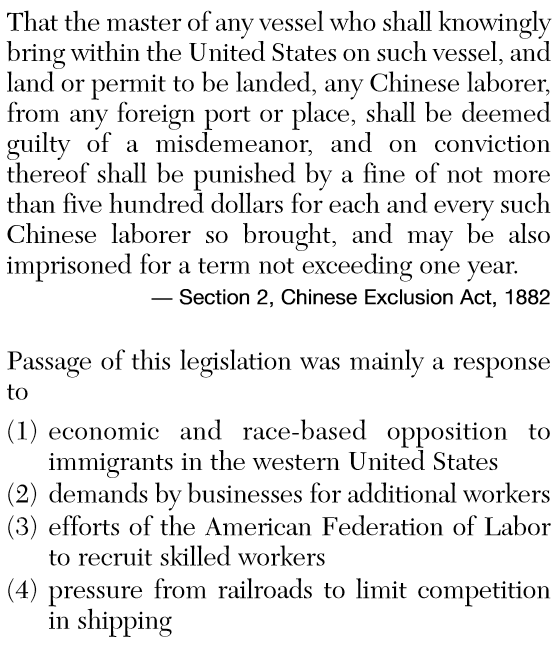 That the master of any vessel who shall knowingly
bring within the United States on such vessel, and
land or permit to be landed, any Chinese laborer,
from any foreign port or place, shall be deemed
guilty of a misdemeanor, and on conviction
thereof shall be punished by a fine of not more
than five hundred dollars for each and every such
Chinese laborer so brought, and may be also
imprisoned for a term not exceeding one year.
— Section 2, Chinese Exclusion Act, 1882
Passage of this legislation was mainly a response
to
(1) economic and race-based opposition to
immigrants in the western United States
(2) demands by businesses for additional workers
(3) efforts of the American Federation of Labor
to recruit skilled workers
(4) pressure from railroads to limit competition
in shipping